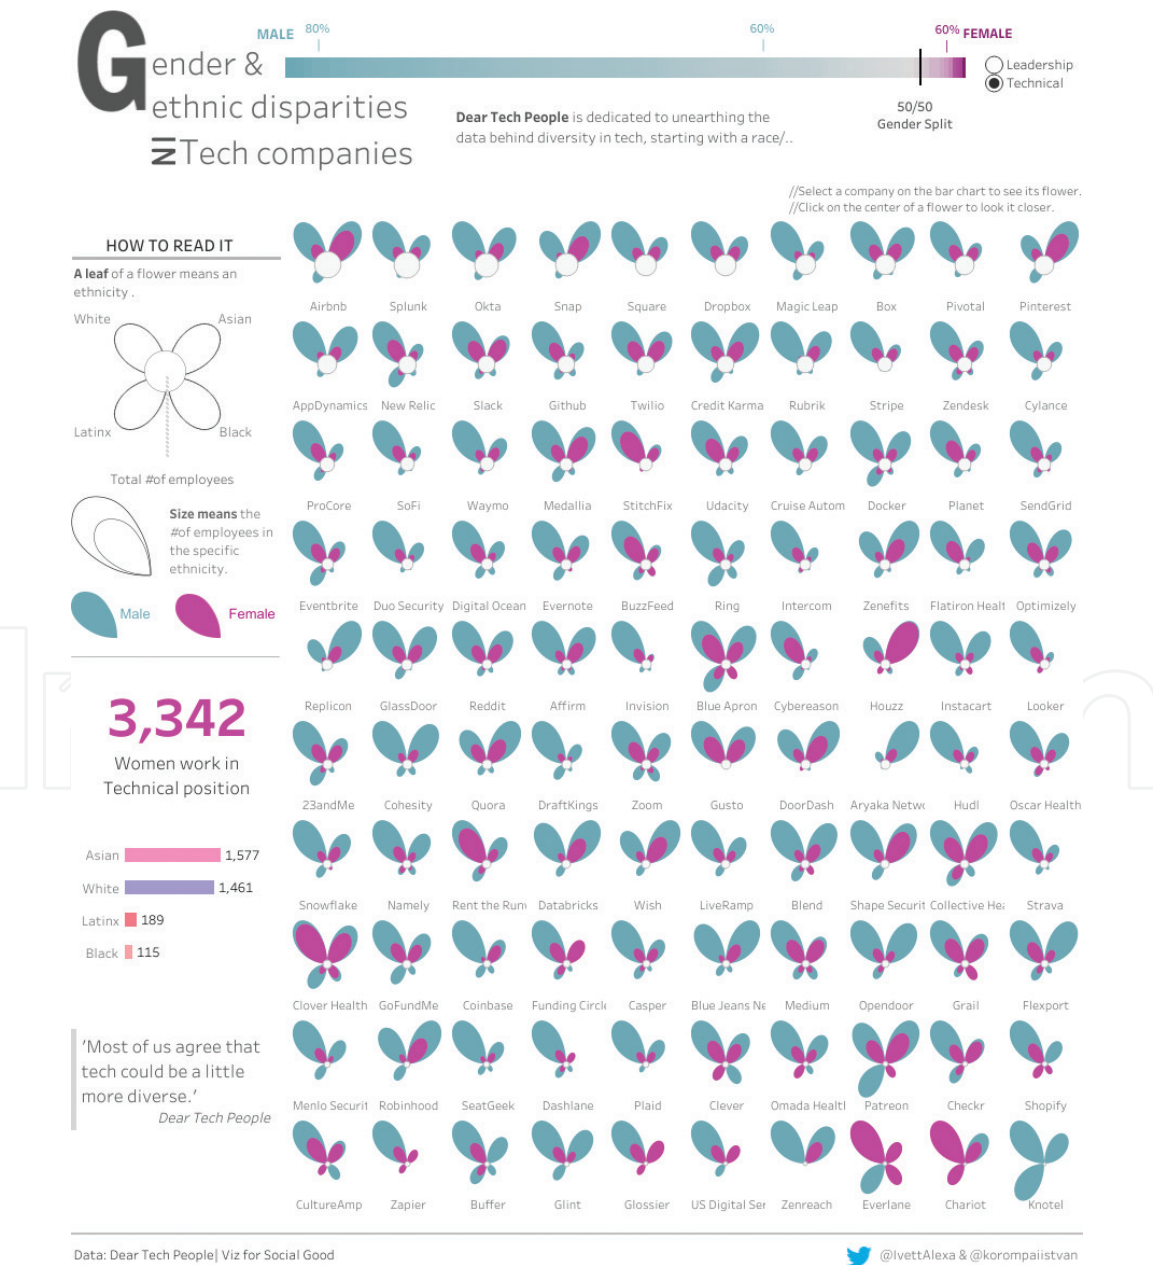 MALE 80% 60% 60% FEMALE
Gender &
ethnic disparities
IN Tech companies
Leadership
Technical
50/50
Gender Split
Dear Tech People is dedicated to unearthing the
data behind diversity in tech, starting with a race/..
//Select a company on the bar chart to see its flower.
//Click on the center of a flower to look it closer.
HOW TO READ IT
A leaf of a flower means an
ethnicity .
White Asian
Latinx Black
Total #of employees
Size means the
#of employees in
the specific
ethnicity.
Male Female
3,342
Women work in
Technical position
Asian 1,577
White 1,461
Latinx 189
Black 115
'Most of us agree that
tech could be a little
more diverse.'
Dear Tech People
Airbnb Splunk Okta Snap Square Dropbox Magic Leap Box Pivotal Pinterest
AppDynamics New Relic Slack Github Twilio Credit Karma Rubrik Stripe Zendesk Cylance
ProCore SoFi Waymo Medallia StitchFix Udacity Cruise Autom Docker Planet SendGrid
Eventbrite Duo Security Digital Ocean Evernote BuzzFeed Ring Intercom Zenefits Flatiron Healt Optimizely
Replicon GlassDoor Reddit Affirm Invision Blue Apron Cybereason Houzz Instacart Looker
23andMe Cohesity Quora DraftKings Zoom Gusto DoorDash Aryaka Netwo Hudl Oscar Health
Snowflake Namely Rent the Run Databricks Wish LiveRamp Blend Shape Securit Collective Hea Strava
Clover Health GoFundMe Coinbase Funding Circle Casper Blue Jeans Ne Medium Opendoor Grail Flexport
Menlo Securit Robinhood SeatGeek Dashlane Plaid Clever Omada Healtl Patreon Checkr Shopify
CultureAmp Zapier Buffer Glint Glossier US Digital Ser Zenreach Everlane Chariot Knotel
Data: Dear Tech People| Viz for Social Good
@IvettAlexa & @korompaiistvan